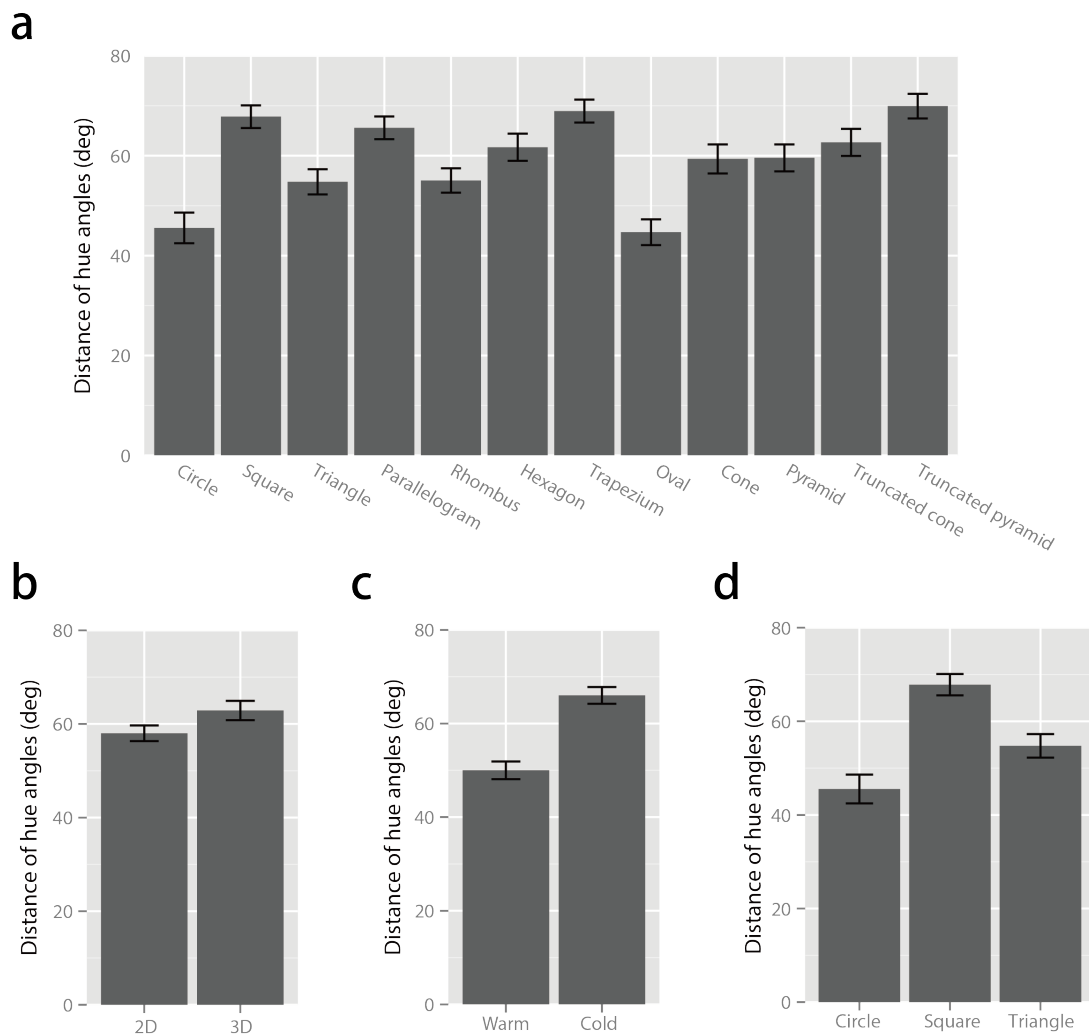 a
Distance of hue angles (deg)
80
60
40
20
0
Circle
Square
Triangle
Parallelogram
Rhombus
Hexagon
Trapezium
Oval
Cone
Pyramid
Truncated cone
Truncated pyramid
b
Distance of hue angles (deg)
80
60
40
20
0
2D
3D
c
Distance of hue angles (deg)
80
60
40
20
0
Warm
Cold
d
Distance of hue angles (deg)
80
60
40
20
0
Circle
Square
Triangle